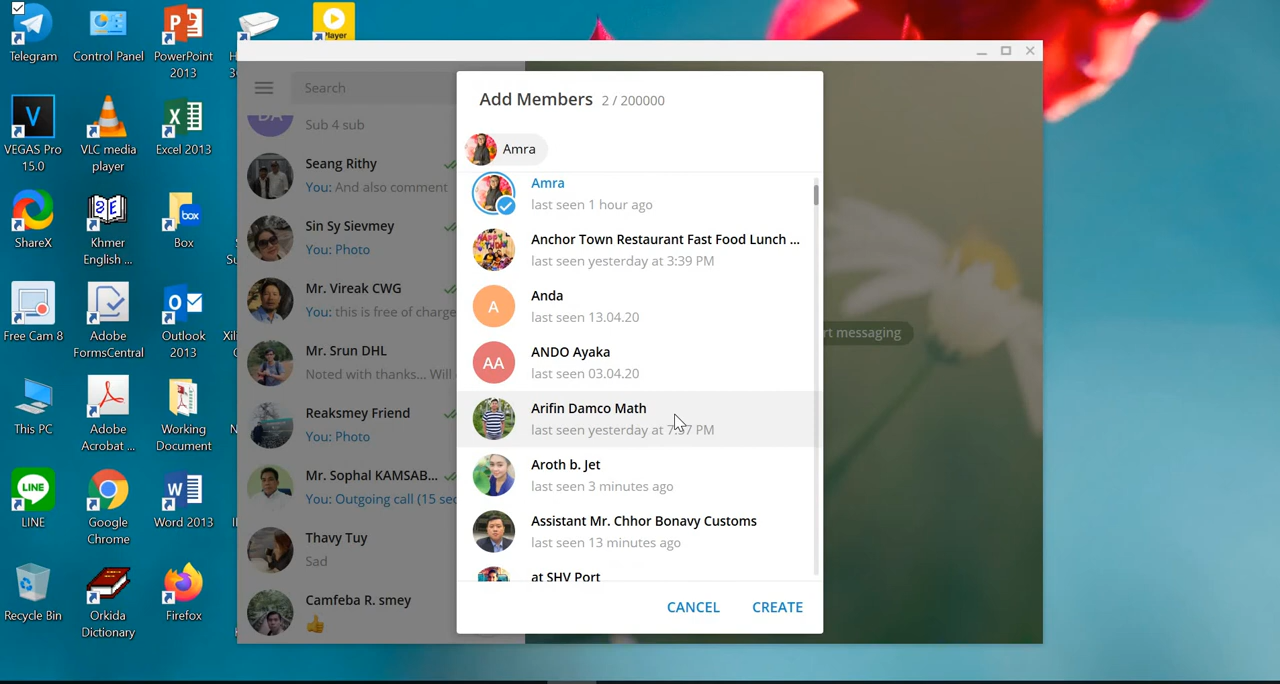 Telegram
Control Panel
PowerPoint
2013
Player
VEGAS Pro
15.0
VLC media
player
Excel 2013
ShareX
Khmer
English ...
Box
Free Cam 8
Adobe
FormsCentral
Outlook
2013
This PC
Adobe
Acrobat ...
Working
Document
LINE
Google
Chrome
Word 2013
Recycle Bin
Orkida
Dictionary
Firefox
Search
Sub 4 sub
Seang Rithy
You: And also comment
Sin Sy Sievmey
You: Photo
Mr. Vireak CWG
You: this is free of charge
Mr. Srun DHL
Noted with thanks... Will
Reaksmey Friend
You: Photo
Mr. Sophal KAMSAB...
You: Outgoing call (15 sec
Thavy Tuy
Sad
Camfeba R. smey
Add Members 2 / 200000
Amra
Amra
last seen 1 hour ago
Anchor Town Restaurant Fast Food Lunch ...
last seen yesterday at 3:39 PM
A
Anda
last seen 13.04.20
AA
ANDO Ayaka
last seen 03.04.20
Arifin Damco Math
last seen yesterday at 7:37 PM
Aroth b. Jet
last seen 3 minutes ago
Assistant Mr. Chhor Bonavy Customs
last seen 13 minutes ago
at SHV Port
CANCEL CREATE
rt messaging